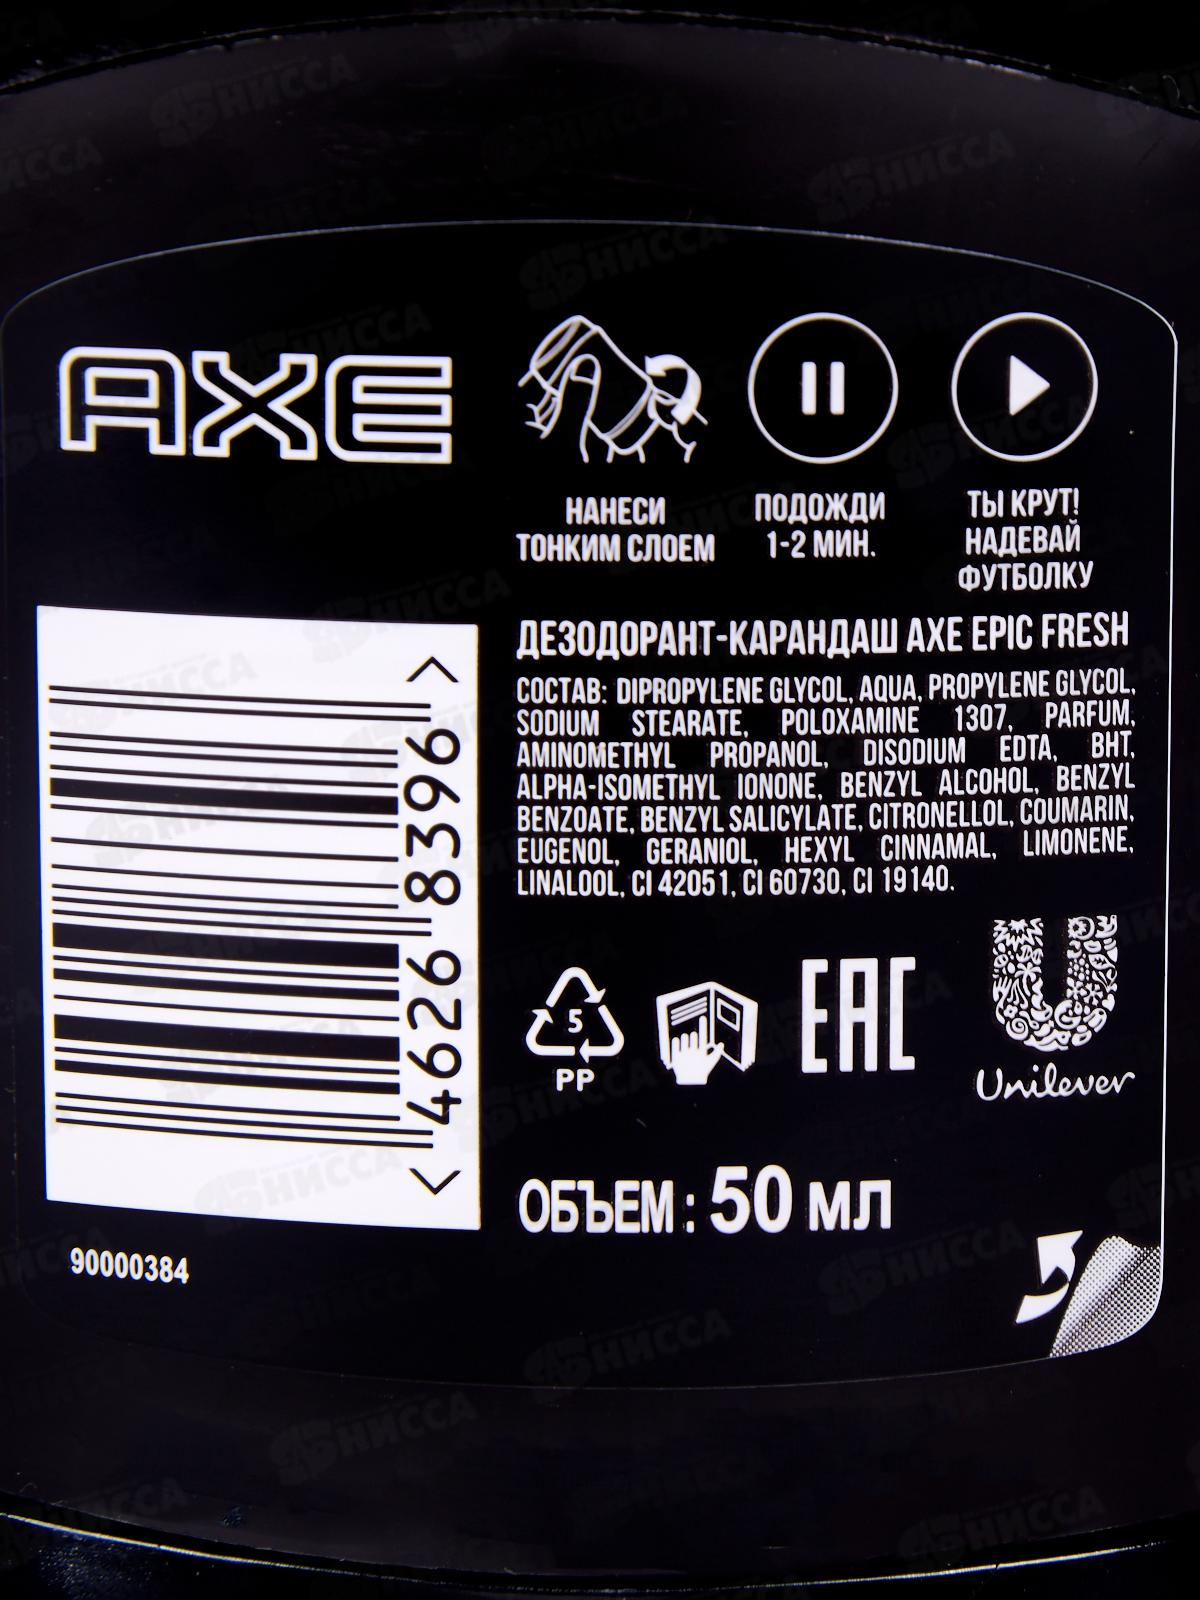 AXE
НАНЕСИ
ТОНКИМ СЛОЕМ
ПОДОЖДИ
1-2 МИН.
ТЫ КРУТ!
НАДЕВАЙ
ФУТБОЛКУ
ДЕЗОДОРАНТ-КАРАНДАШ AXE EPIC FRESH
СОСТАВ: DIPROPYLENE GLYCOL, AQUA, PROPYLENE GLYCOL,
SODIUM STEARATE, POLOXAMINE 1307, PARFUM,
AMINOMETHYL PROPANOL, DISODIUM EDTA, BHT,
ALPHA-ISOMETHYL IONONE, BENZYL ALCOHOL, BENZYL
BENZOATE, BENZYL SALICYLATE, CITRONELLOL, COUMARIN,
EUGENOL, GERANIOL, HEXYL CINNAMAL, LIMONENE,
LINALOOL, CI 42051, CI 60730, CI 19140.
< 4626 8396 >
5
PP
EAC
Unilever
ОБЪЕМ : 50 МЛ
90000384